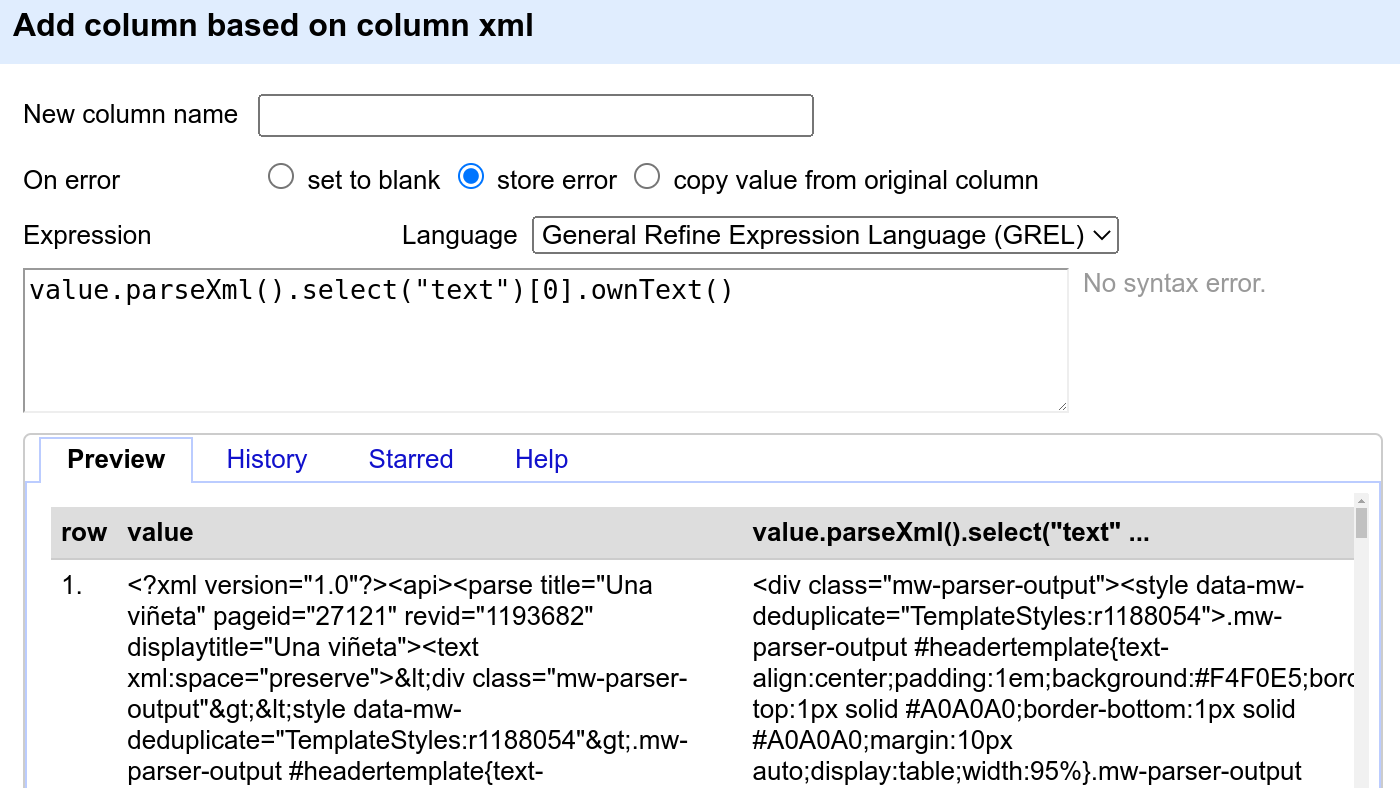 Add column based on column xml
New column name
On error set to blank store error copy value from original column
Expression Language General Refine Expression Language (GREL)
value.parseXml().select("text")[0].ownText()
No syntax error.
Preview History Starred Help
row value value.parseXml().select("text" ...
1. <?xml version="1.0"?><api><parse title="Una
viñeta" pageid="27121" revid="1193682"
displaytitle="Una viñeta"><text
xml:space="preserve">&lt;div class="mw-parser-
output"&gt;&lt;style data-mw-
deduplicate="TemplateStyles:r1188054"&gt;.mw-
parser-output #headertemplate{text-
<div class="mw-parser-output"><style data-mw-
deduplicate="TemplateStyles:r1188054">.mw-
parser-output #headertemplate{text-
align:center;padding:1em;background:#F4F0E5;borc
top:1px solid #A0A0A0;border-bottom:1px solid
#A0A0A0;margin:10px
auto;display:table;width:95%}.mw-parser-output